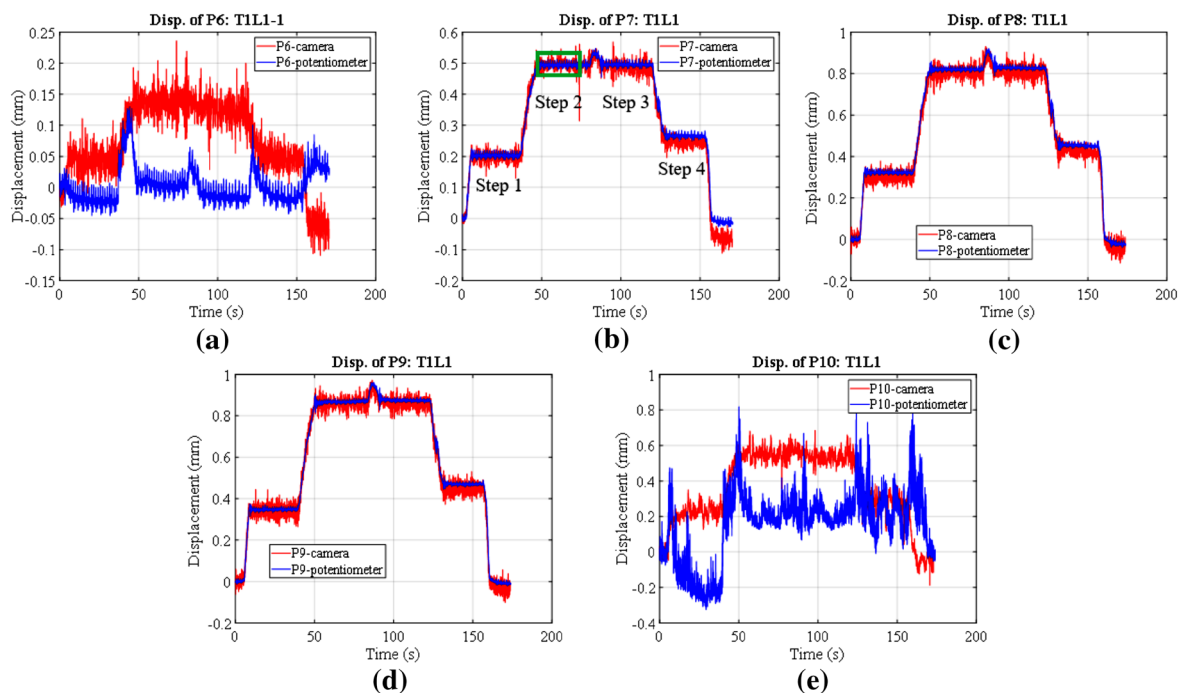 Disp. of P6: T1L1-1
P6-camera
P6-potentiometer
Displacement (mm)
0.25
0.2
0.15
0.1
0.05
0
-0.05
-0.1
0.15
0
50
100
150
200
Time (s)
(a)
Disp. of P7: T1L1
P7-camera
P7-potentiometer
Step 1
Step 2
Step 3
Step 4
Displacement (mm)
0.6
0.5
0.4
0.3
0.2
0.1
0
-0.1
-0.2
0
50
100
150
200
Time (s)
(b)
Disp. of P8: T1L1
P8-camera
P8-potentiometer
Displacement (mm)
1
0.8
0.6
0.4
0.2
0
-0.2
0
50
100
150
200
Time (s)
(c)
Disp. of P9: T1L1
P9-camera
P9-potentiometer
Displacement (mm)
1
0.8
0.6
0.4
0.2
0
-0.2
0
50
100
150
200
Time (s)
(d)
Disp. of P10: T1L1
P10-camera
P10-potentiometer
Displacement (mm)
1
0.8
0.6
0.4
0.2
0
-0.2
-0.4
0
50
100
150
200
Time (s)
(e)